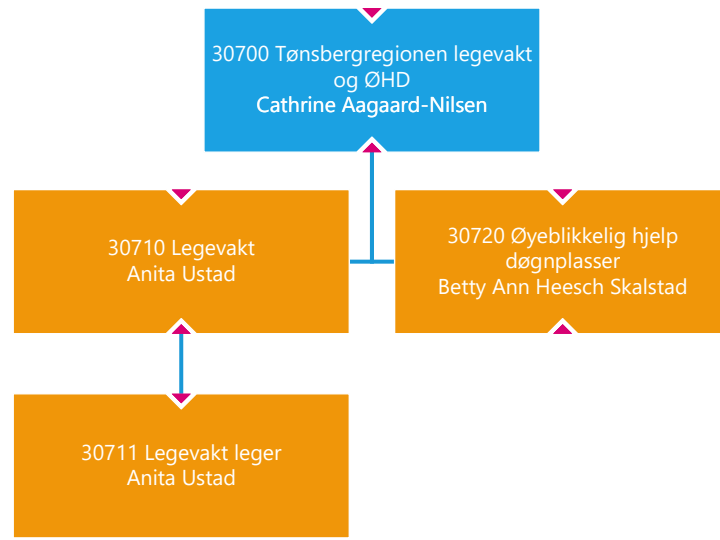 30700 Tønsbergregionen legevakt
og ØHD
Cathrine Aagaard-Nilsen
30710 Legevakt
Anita Ustad
30720 Øyeblikkelig hjelp
døgnplasser
Betty Ann Heesch Skalstad
30711 Legevakt leger
Anita Ustad